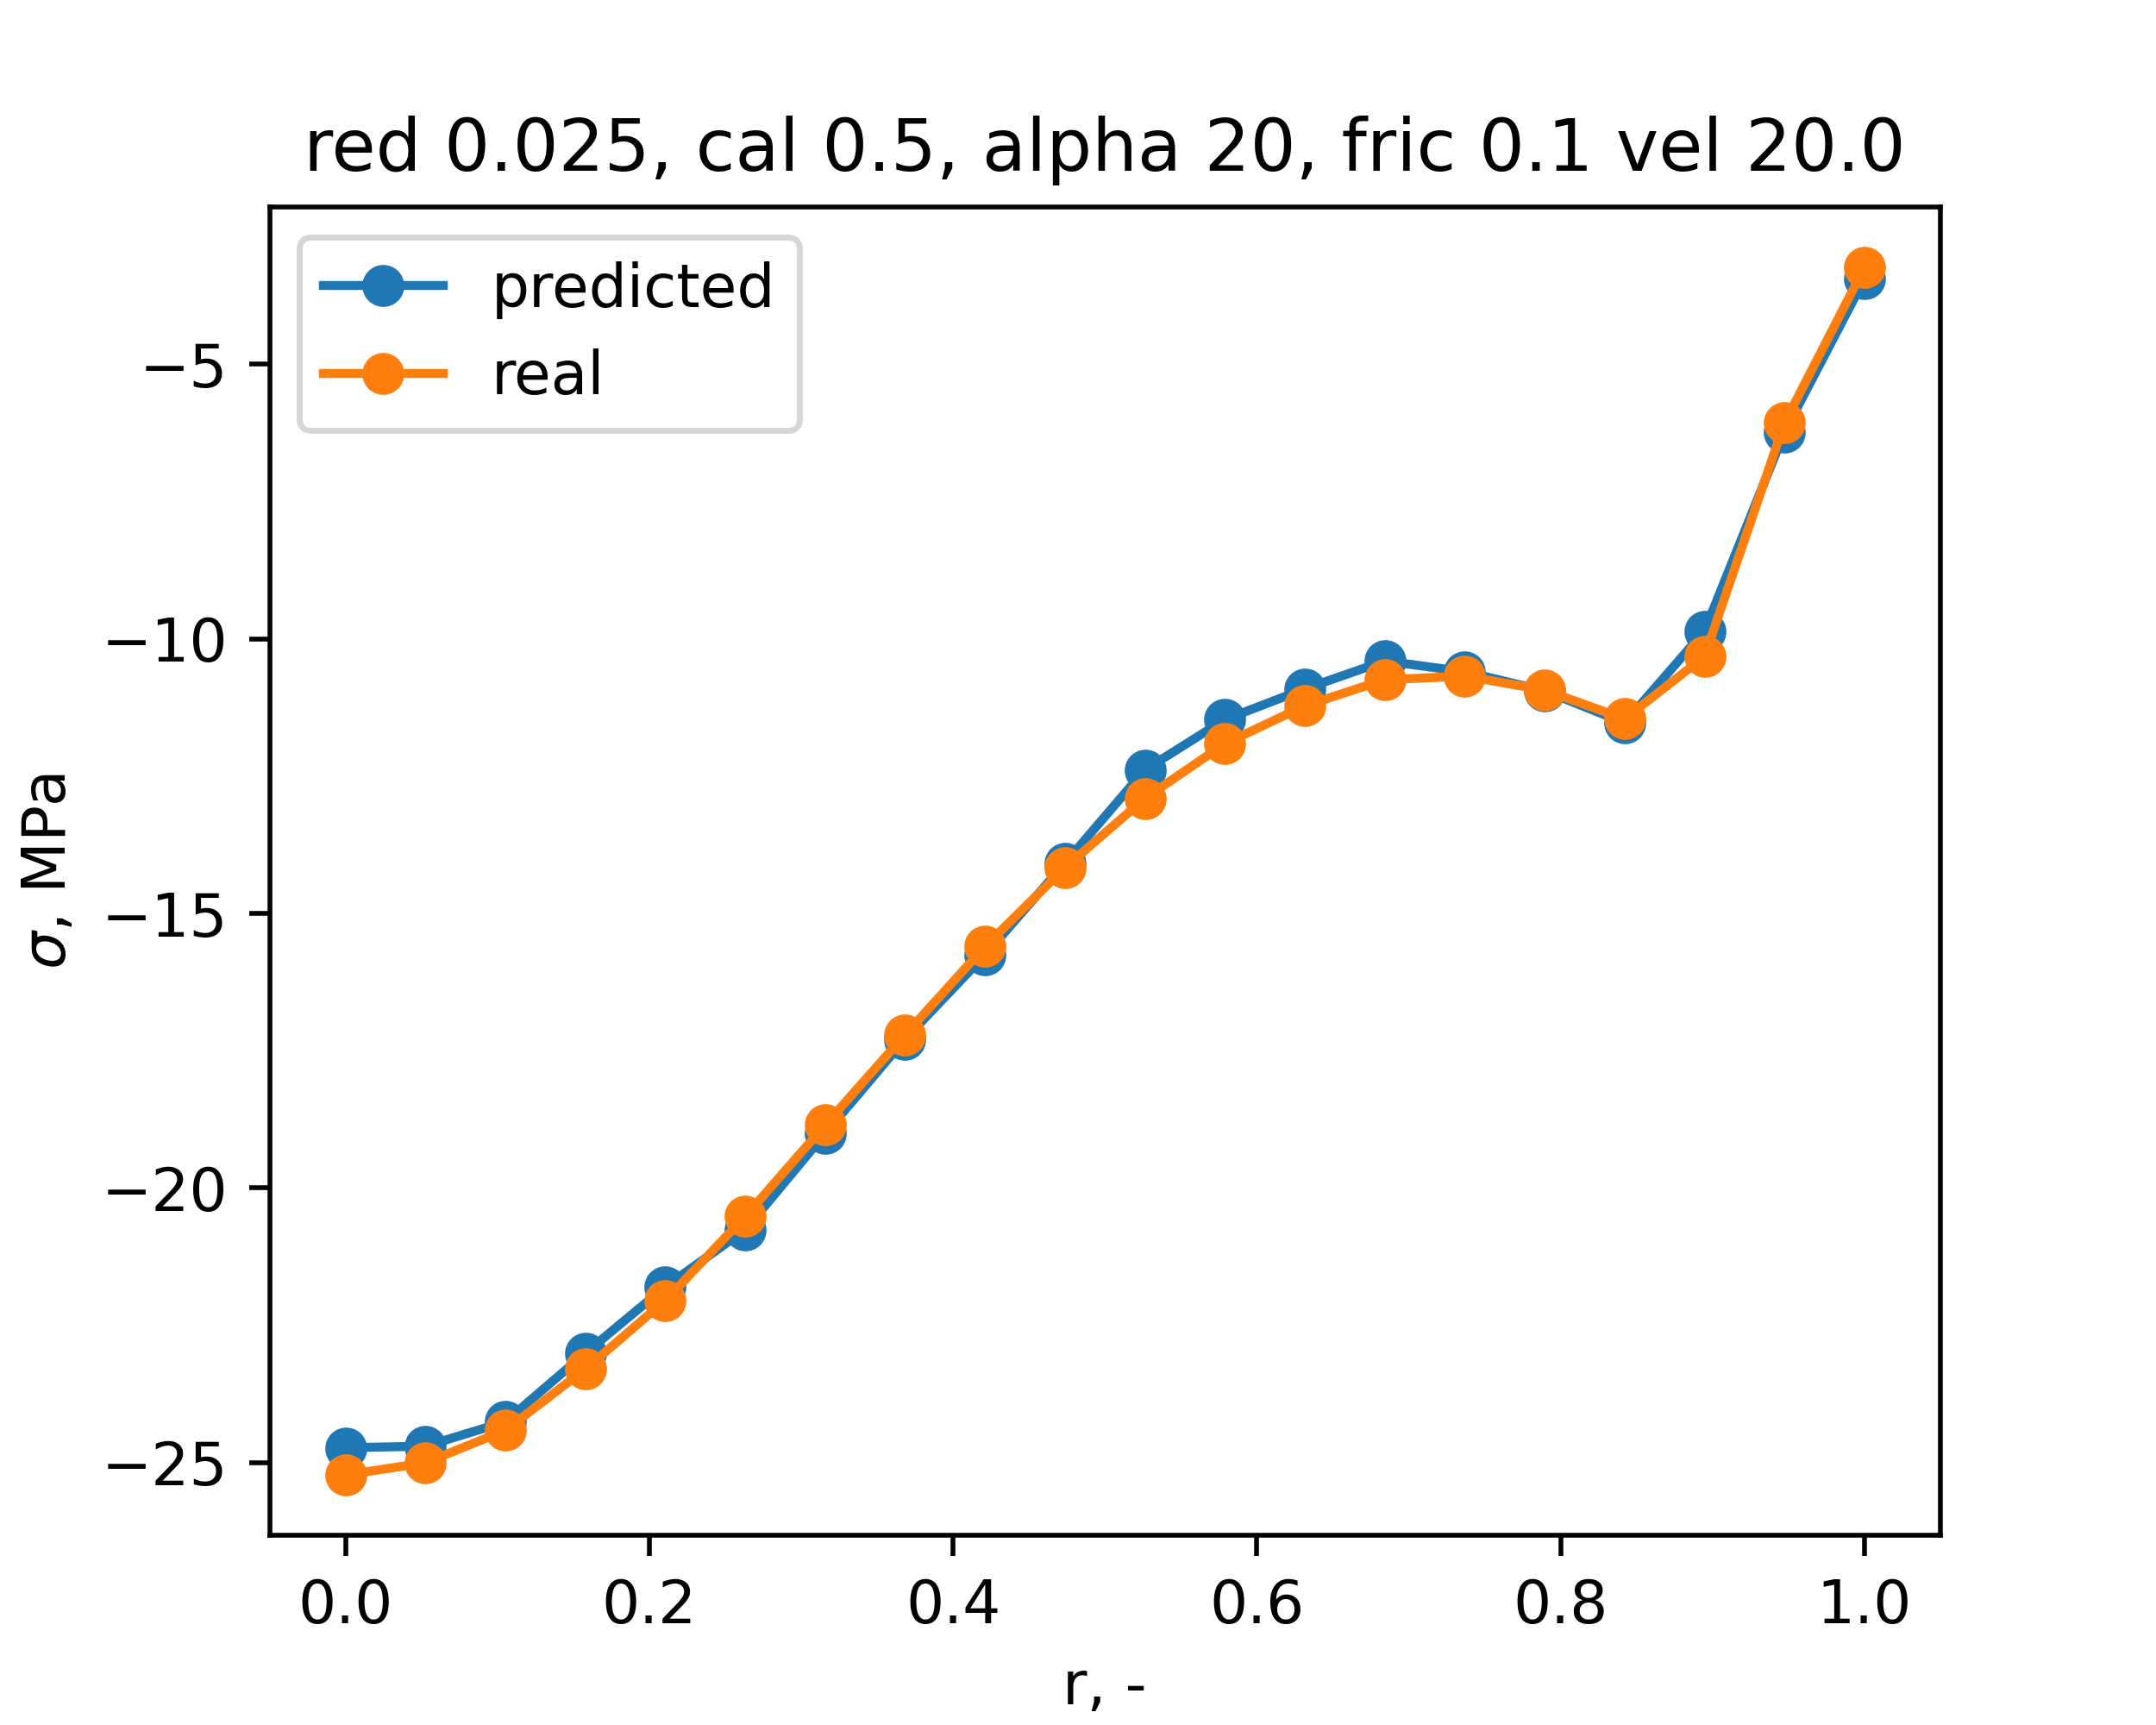 red 0.025, cal 0.5, alpha 20, fric 0.1 vel 20.0
predicted
real
−5
−10
−15
−20
−25
σ, MPa
0.0 0.2 0.4 0.6 0.8 1.0
r, -